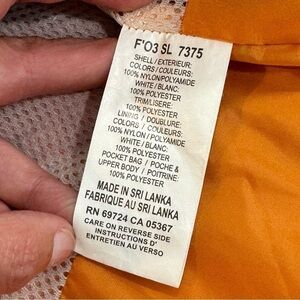 F'03 SL 7375
SHELL/EXTERIEUR:
COLORS/COULEURS:
100% NYLON/POLYAMIDE
WHITE/BLANC:
100% POLYESTER
TRIM/LISERE:
100% POLYESTER
LINING/DOUBLURE:
COLORS/COULEURS:
100% NYLON/POLYAMIDE
WHITE/BLANC:
100% POLYESTER
POCKET BAG/POCHE &
UPPER BODY/POITRINE:
100% POLYESTER
MADE IN SRI LANKA
FABRIQUE AU SRI LANKA
RN 69724 CA 05367
CARE ON REVERSE SIDE
INSTRUCTIONS D'
ENTRETIEN AU VERSO